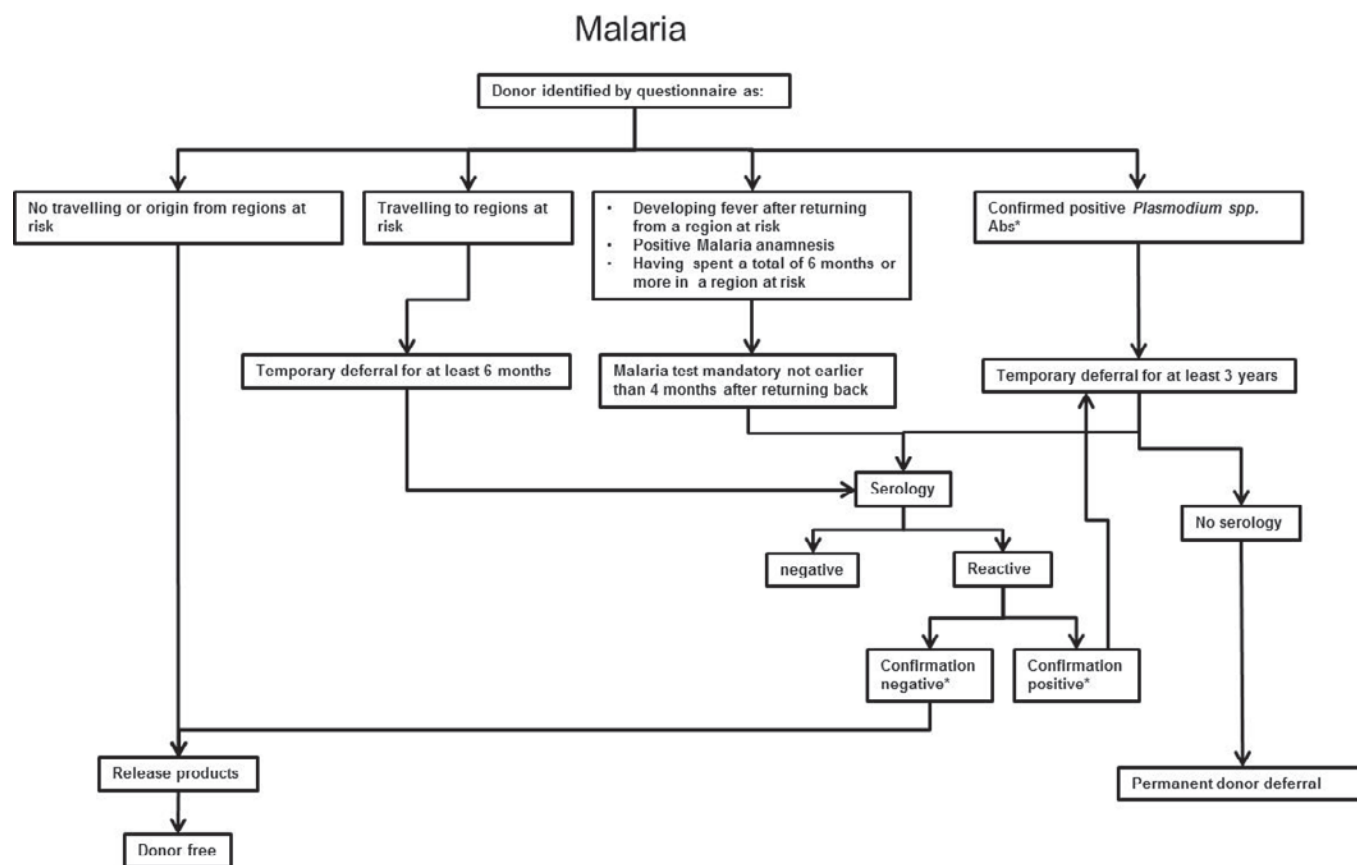 Malaria
Donor identified by questionnaire as:
No travelling or origin from regions at
risk
Travelling to regions at
risk
• Developing fever after returning
from a region at risk
• Positive Malaria anamnesis
- Having spent a total of 6 months or
more in a region at risk
Confirmed positive Plasmodium spp.
Abs*
Temporary deferral for at least 6 months
Malaria test mandatory not earlier
than 4 months after returning back
Temporary deferral for at least 3 years
Serology
No serology
negative
Reactive
Confirmation
negative*
Confirmation
positive*
Release products
Permanent donor deferral
Donor free